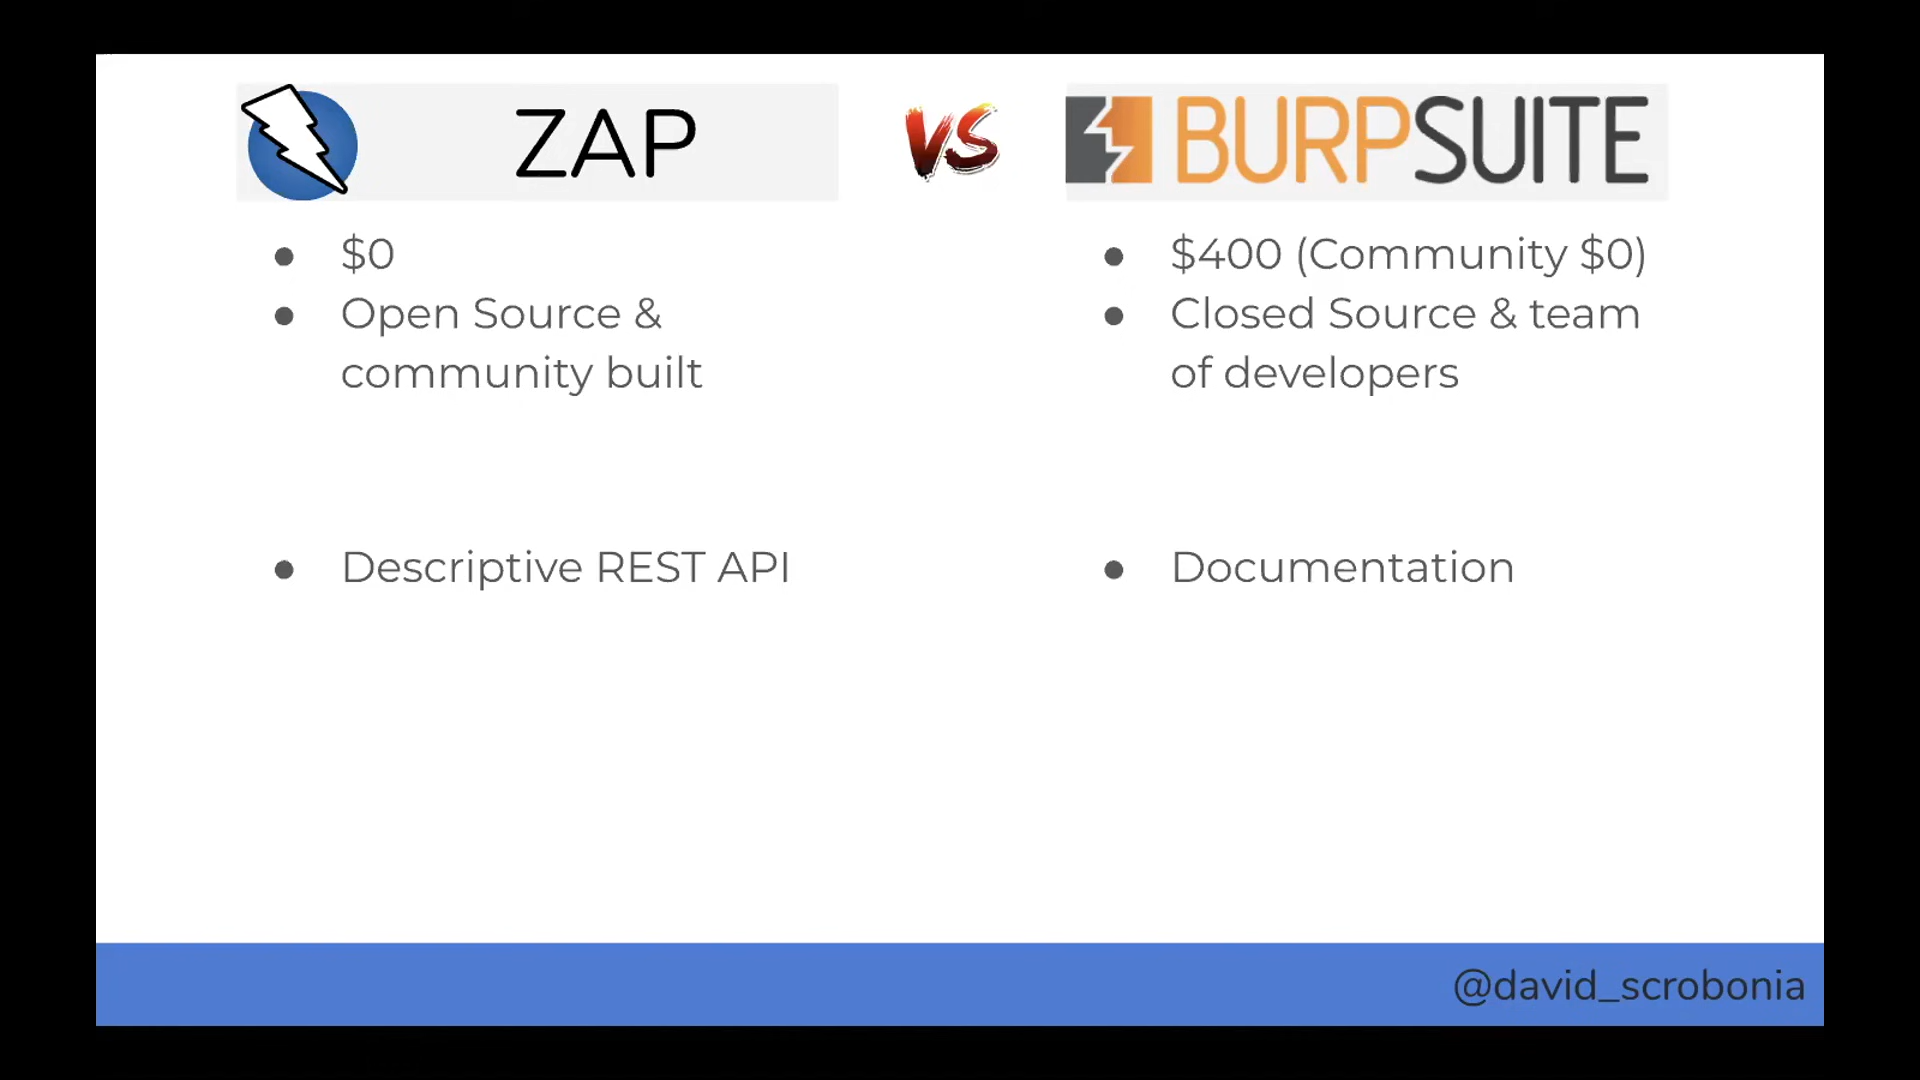 ZAP
VS
BURPSUITE
$0
Open Source &
community built
Descriptive REST API
$400 (Community $0)
Closed Source & team
of developers
Documentation
@david_scrobonia